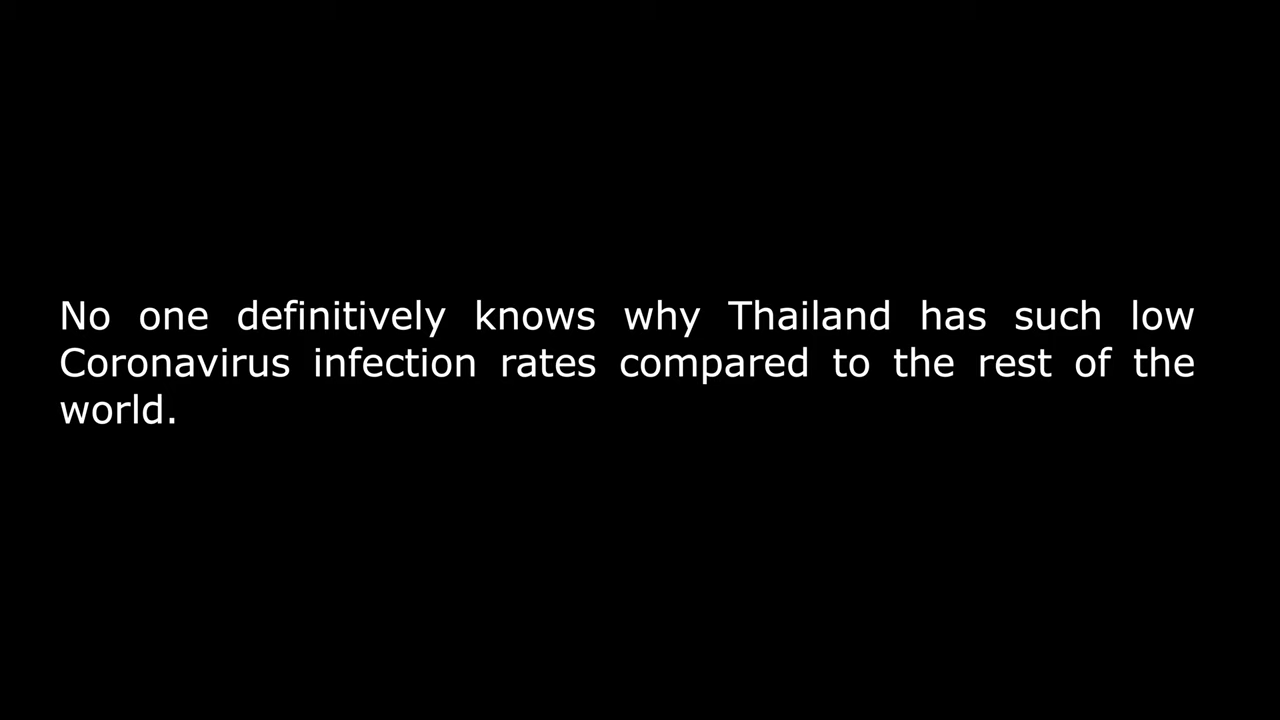 No one definitively knows why Thailand has such low
Coronavirus infection rates compared to the rest of the
world.